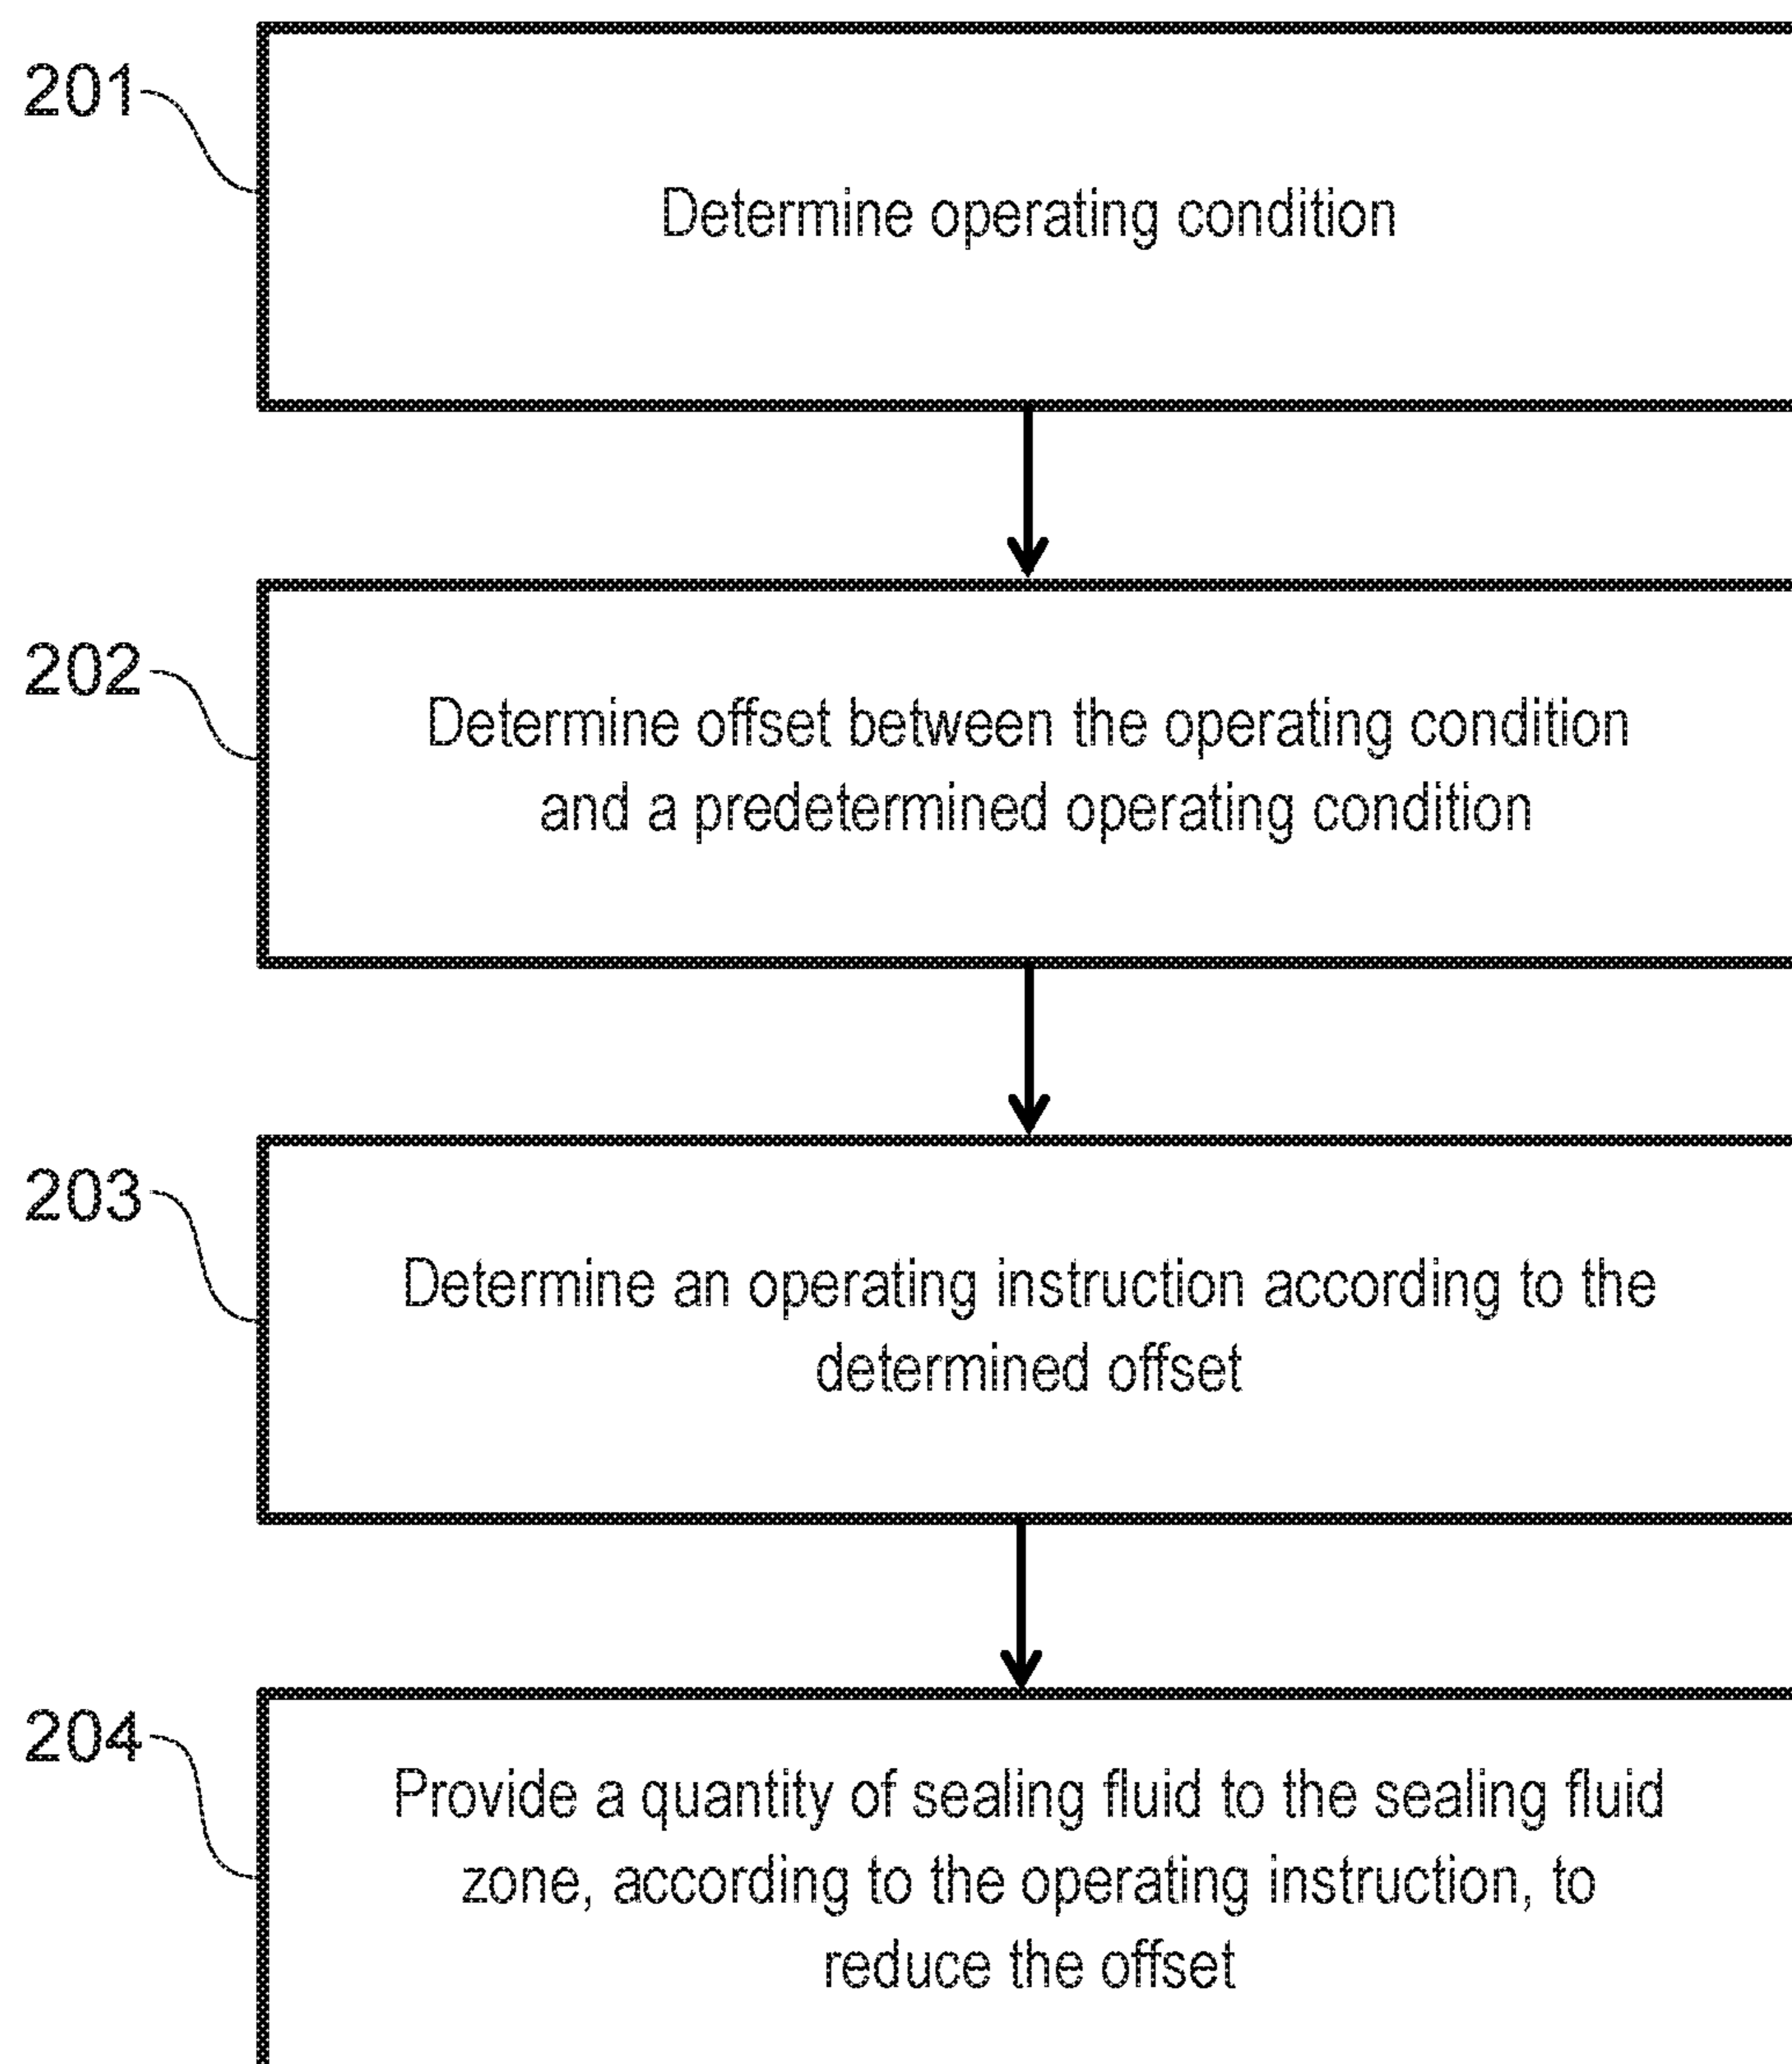 201
Determine operating condition
202
Determine offset between the operating condition
and a predetermined operating condition
203
Determine an operating instruction according to the
determined offset
204
Provide a quantity of sealing fluid to the sealing fluid
zone, according to the operating instruction, to
reduce the offset